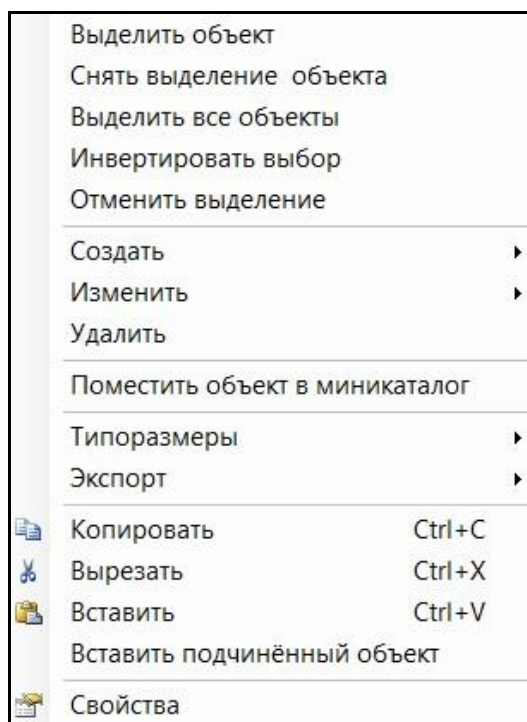 Выделить объект
Снять выделение  объекта
Выделить все объекты
Инвертировать выбор
Отменить выделение
Создать
Изменить
Удалить
Поместить объект в миникаталог
Типоразмеры
Экспорт
Копировать Ctrl+C
Вырезать Ctrl+X
Вставить Ctrl+V
Вставить подчинённый объект
Свойства